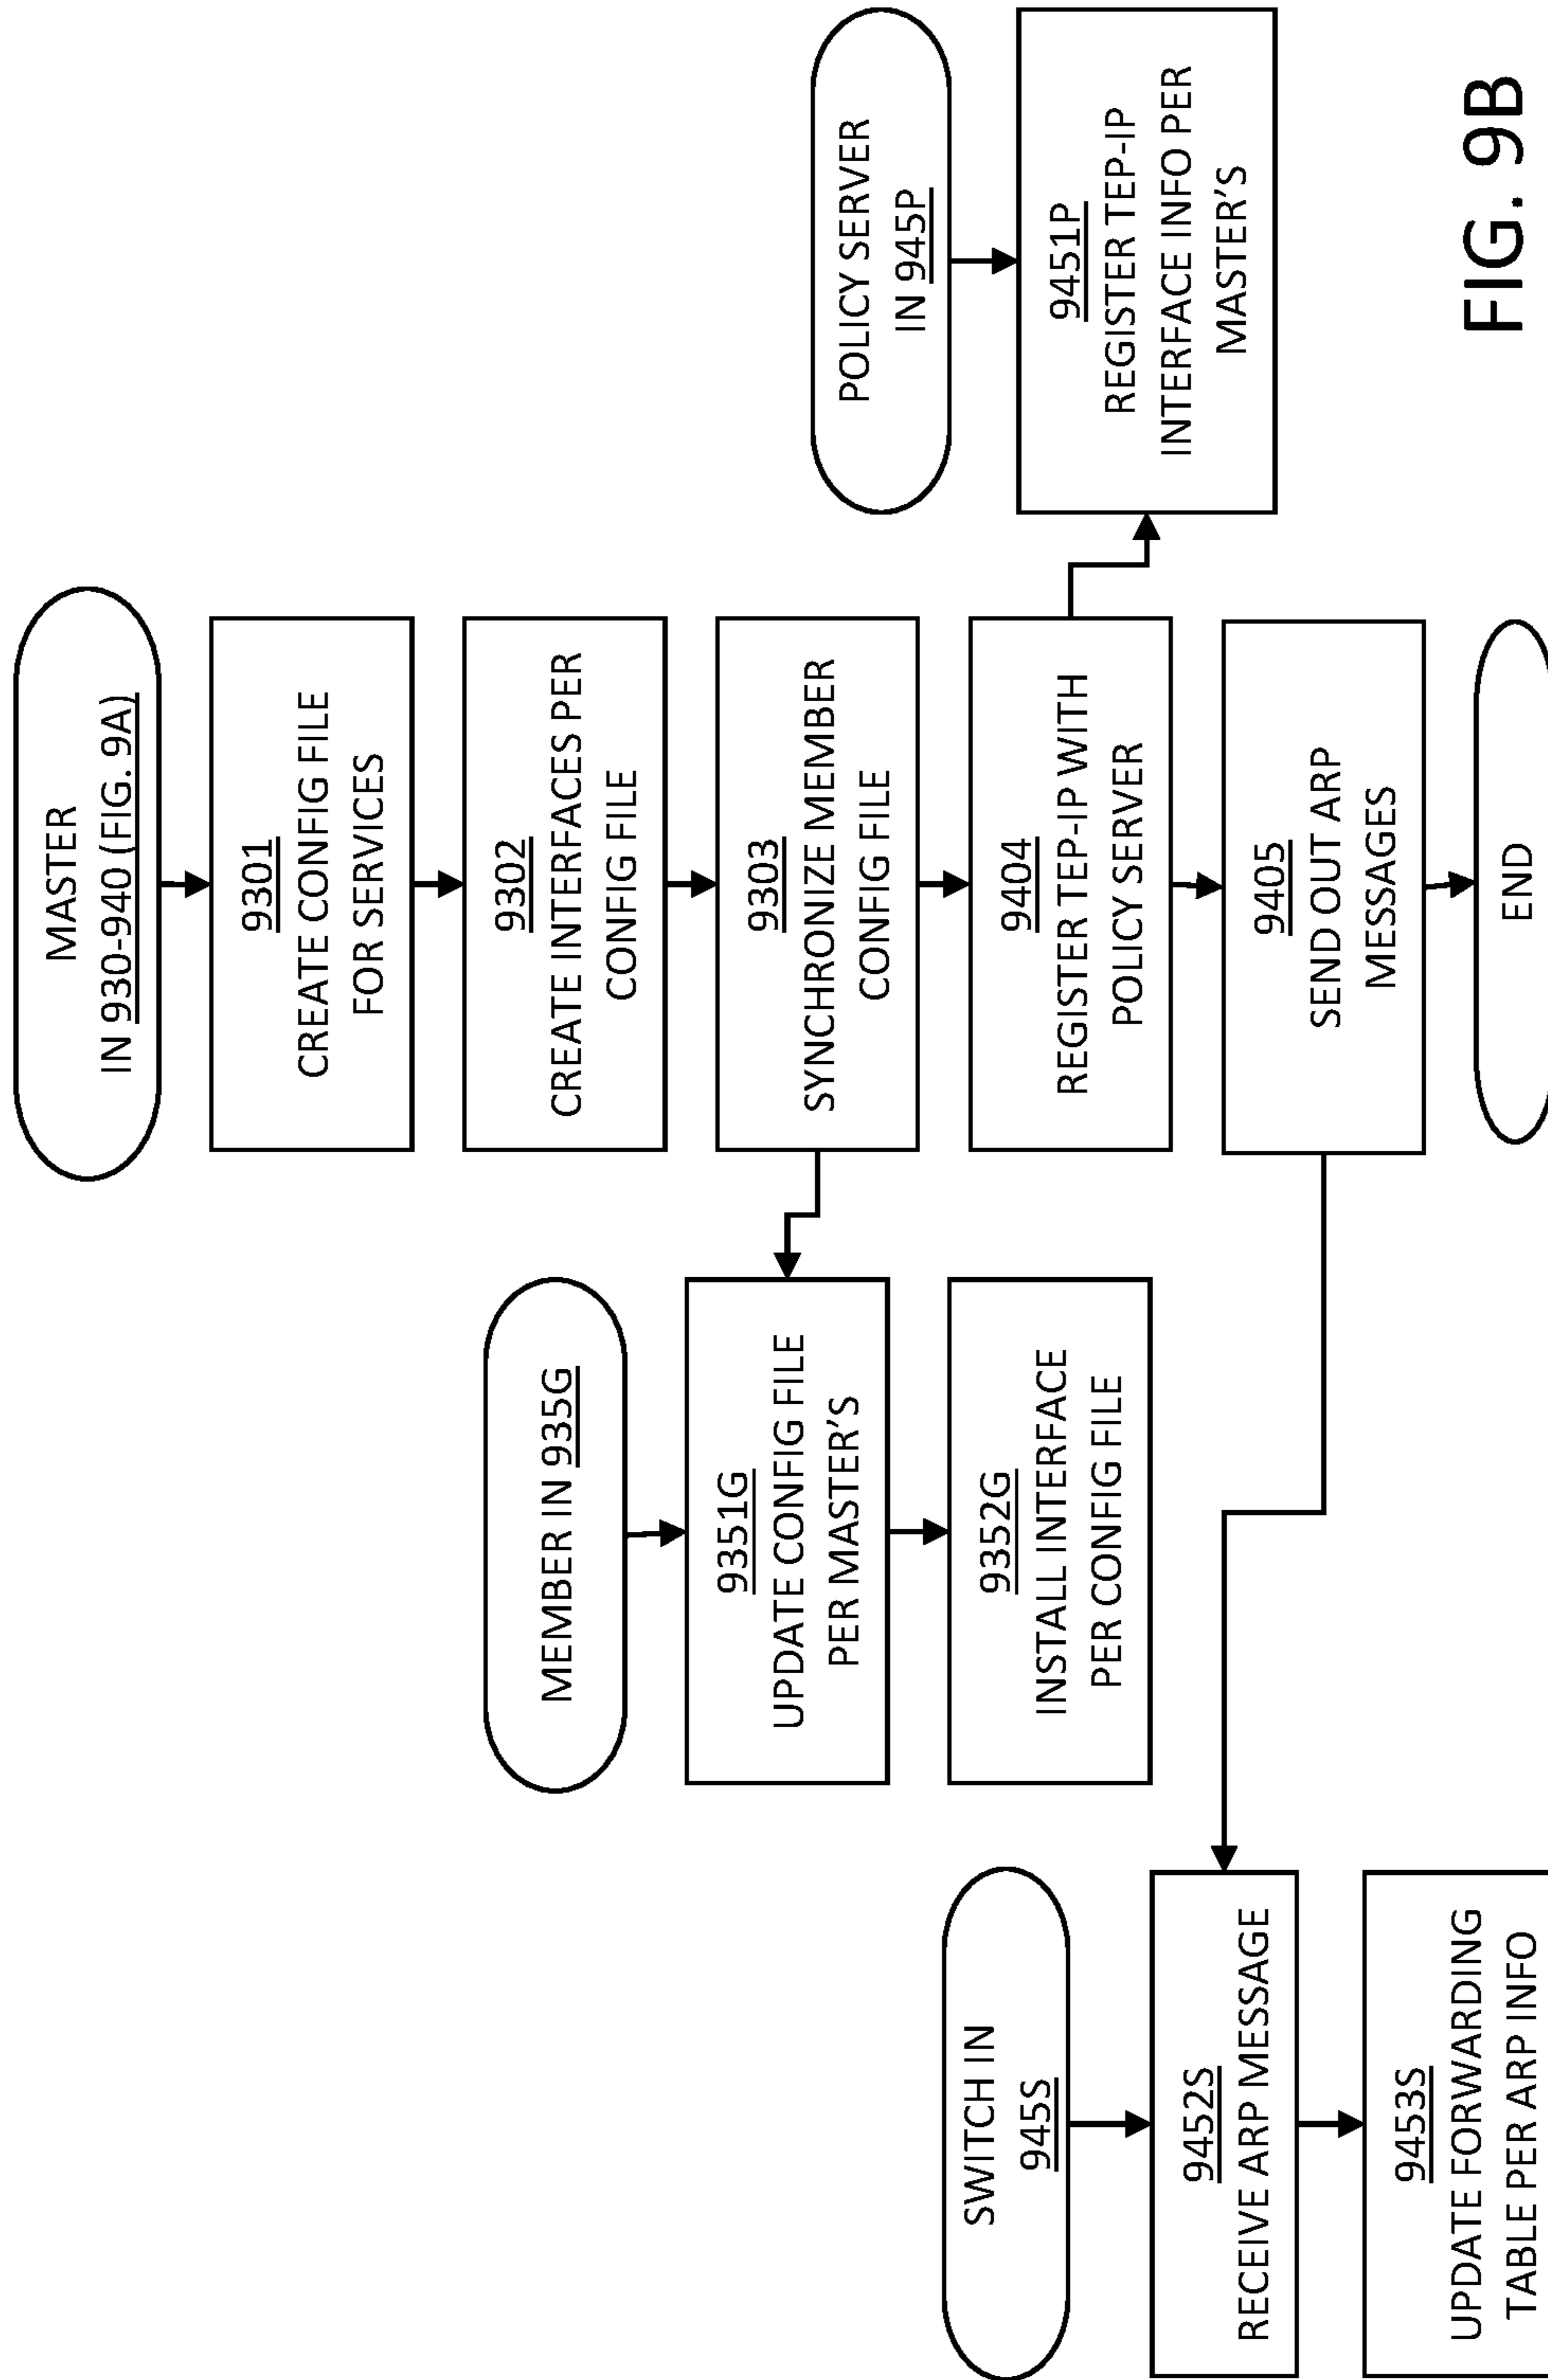 MASTER
IN 930-940 (FIG. 9A)
9301
CREATE CONFIG FILE
FOR SERVICES
9302
CREATE INTERFACES PER
CONFIG FILE
9303
SYNCHRONIZE MEMBER
CONFIG FILE
9404
REGISTER TEP-IP WITH
POLICY SERVER
9405
SEND OUT ARP
MESSAGES
END
MEMBER IN 935G
9351G
UPDATE CONFIG FILE
PER MASTER'S
9352G
INSTALL INTERFACE
PER CONFIG FILE
SWITCH IN
945S
9452S
RECEIVE ARP MESSAGE
9453S
UPDATE FORWARDING
TABLE PER ARP INFO
POLICY SERVER
IN 945P
9451P
REGISTER TEP-IP
INTERFACE INFO PER
MASTER'S
FIG. 9B